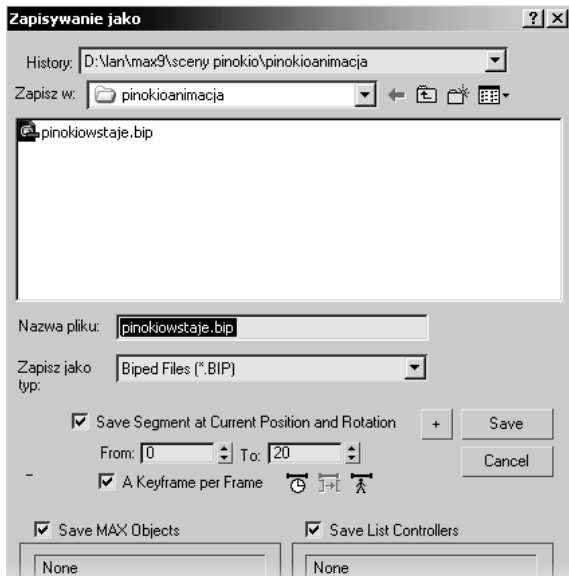 Zapisywanie jako
History: D:\lan\max9\sceny pinokio\pinokioanimacja
Zapisz w: pinokioanimacja
pinokiowstaje.bip
Nazwa pliku: pinokiowstaje.bip
Zapisz jako typ: Biped Files (*.BIP)
Save Segment at Current Position and Rotation + Save
From: 0 To: 20
Cancel
A Keyframe per Frame
Save MAX Objects Save List Controllers
None None